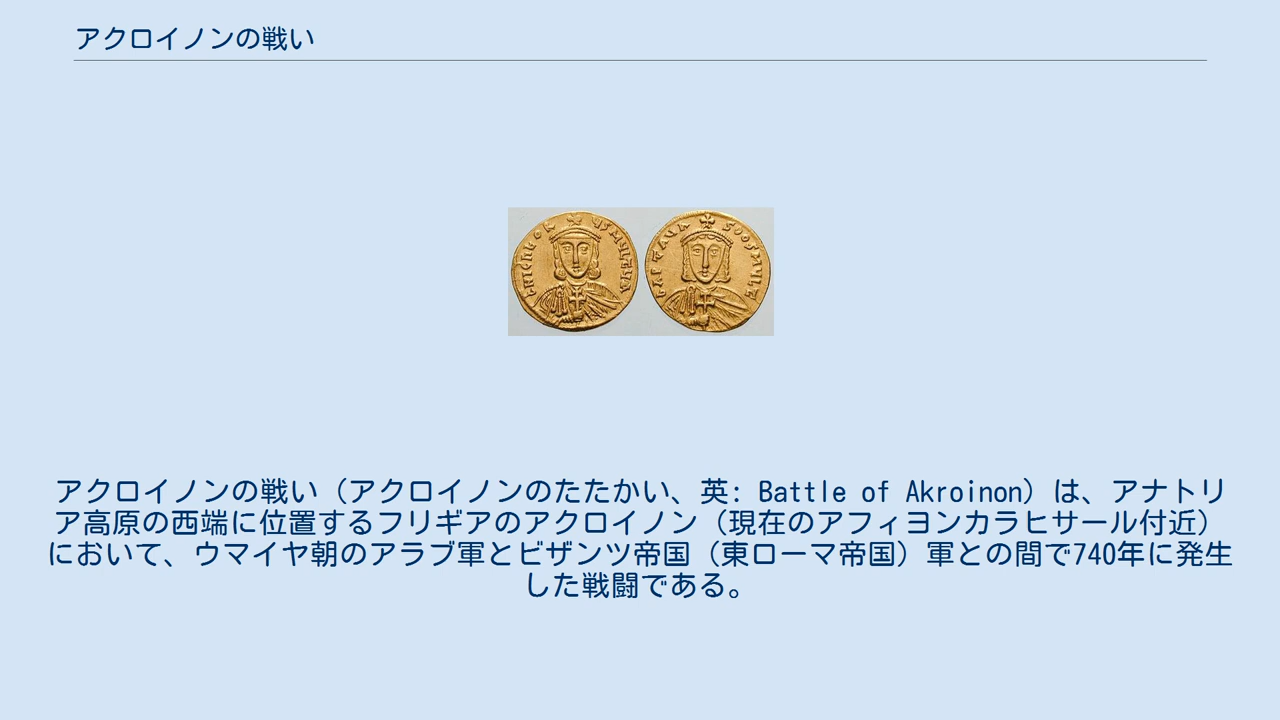 アクロイノンの戦い
アクロイノンの戦い（アクロイノンのたたかい、英: Battle of Akroinon）は、アナトリ
ア高原の西端に位置するフリギアのアクロイノン（現在のアフィヨンカラヒサール付近）
において、ウマイヤ朝のアラブ軍とビザンツ帝国（東ローマ帝国）軍との間で740年に発生
した戦闘である。